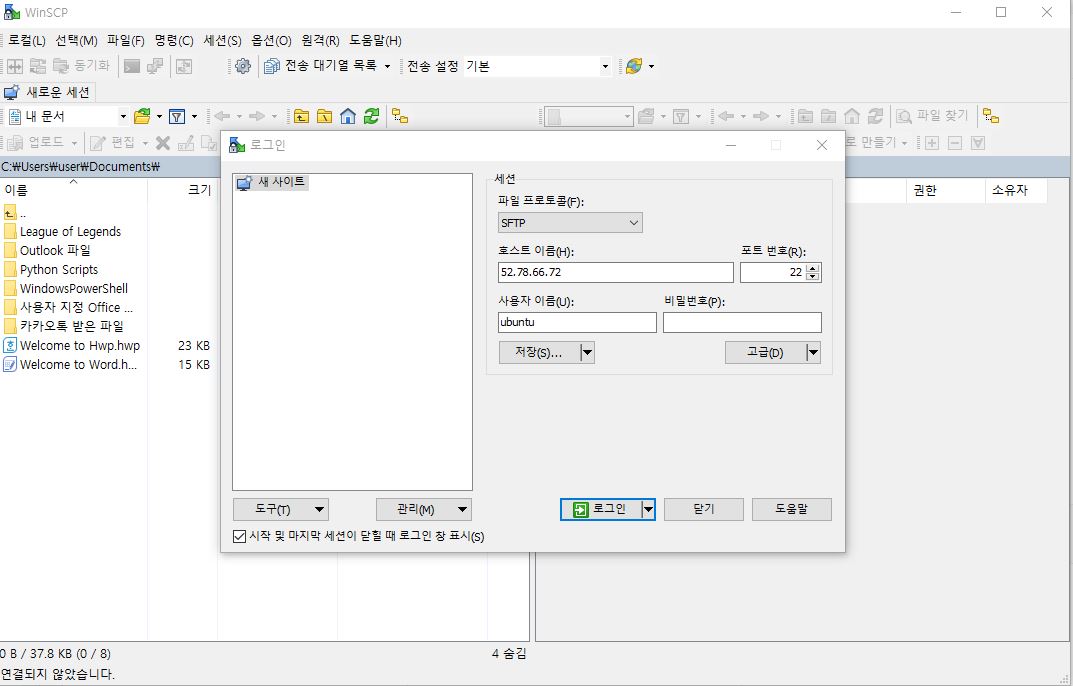 WinSCP
로컬(L) 선택(M) 파일(F) 명령(C) 세션(S) 옵션(O) 원격(R) 도움말(H)
동기화 전송 대기열 목록 전송 설정 기본
새로운 세션
내 문서 파일 찾기
업로드 편집 로 만들기
C:₩Users₩user₩Documents₩
이름 크기 권한 소유자
..
League of Legends
Outlook 파일
Python Scripts
WindowsPowerShell
사용자 지정 Office ...
카카오톡 받은 파일
Welcome to Hwp.hwp 23 KB
Welcome to Word.h... 15 KB
로그인
새 사이트
세션
파일 프로토콜(F):
SFTP
호스트 이름(H): 포트 번호(R):
52.78.66.72 22
사용자 이름(U): 비밀번호(P):
ubuntu
저장(S)... 고급(D)
도구(T) 관리(M) 로그인 닫기 도움말
시작 및 마지막 세션이 닫힐 때 로그인 창 표시(S)
0 B / 37.8 KB (0 / 8) 4 숨김
연결되지 않았습니다.